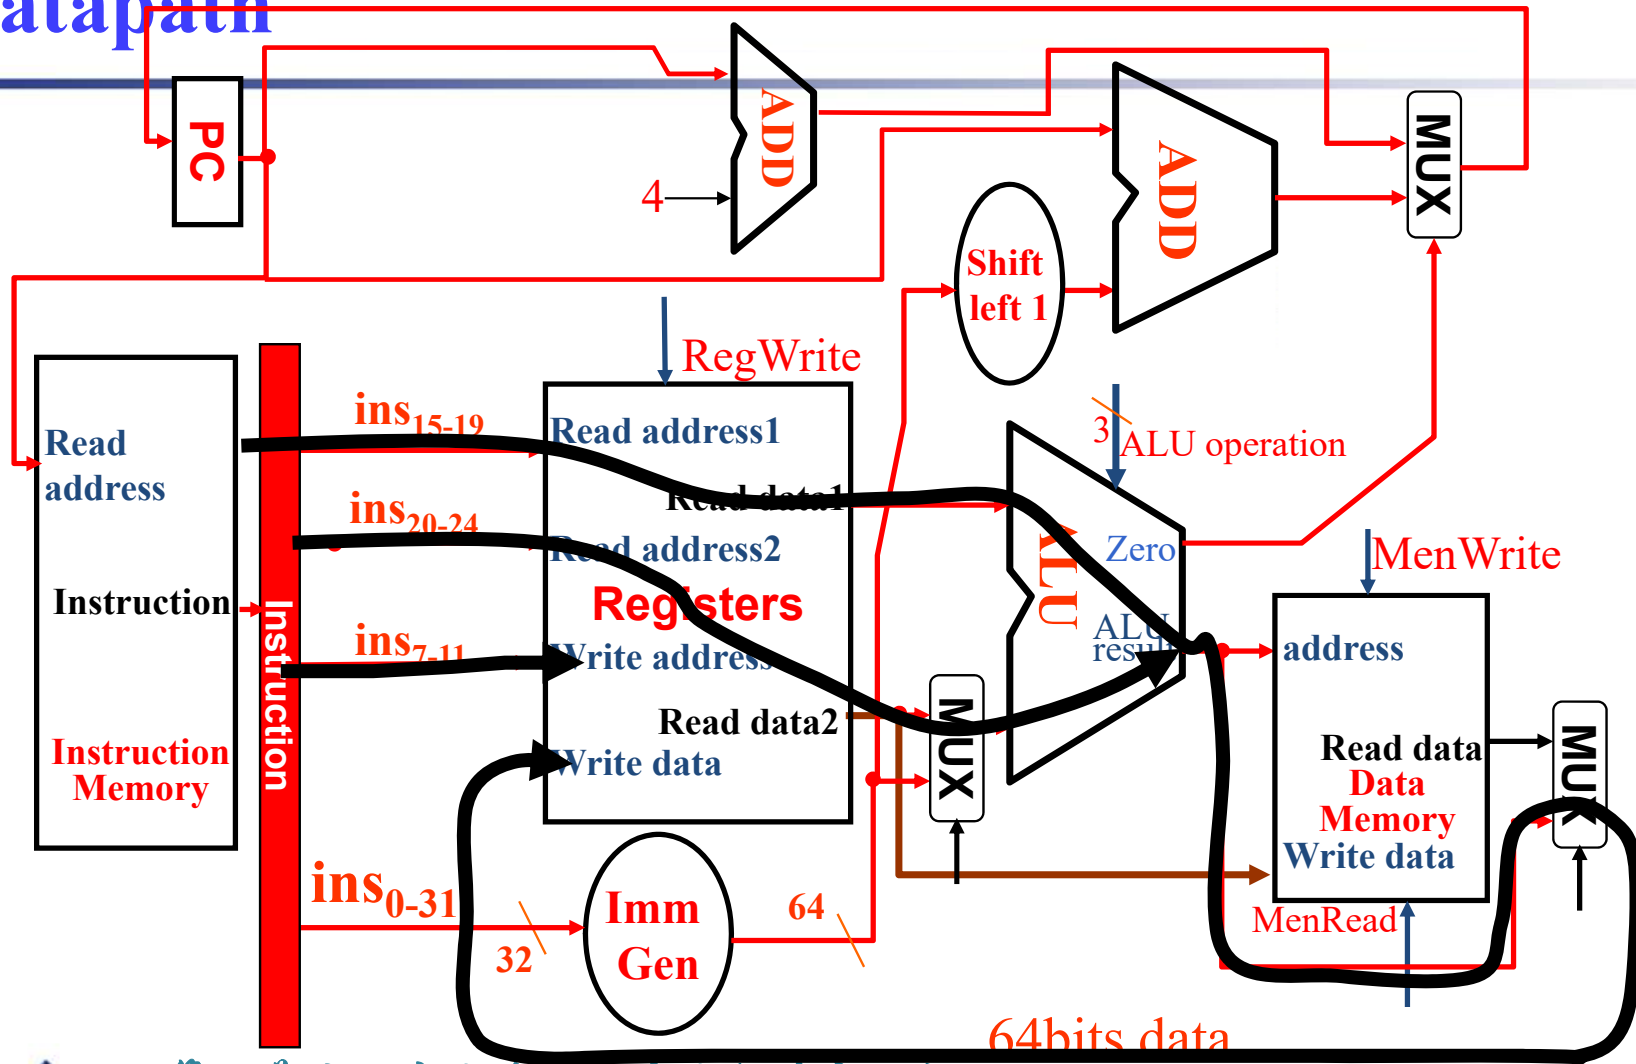 atapath
PC
ADD
4
ADD
MUX
Shift
left 1
RegWrite
ins15-19
Read
address
Read address1
3
ALU operation
Read data1
ins20-24
Read address2
Zero
MenWrite
Instruction
Registers
ALU
Instruction
ins7-11
Write address
ALU
result
address
Read data2
MUX
Read data
MUX
Instruction
Memory
Write data
Data
Memory
Write data
ins0-31
Imm
Gen
64
32
MenRead
64bits data